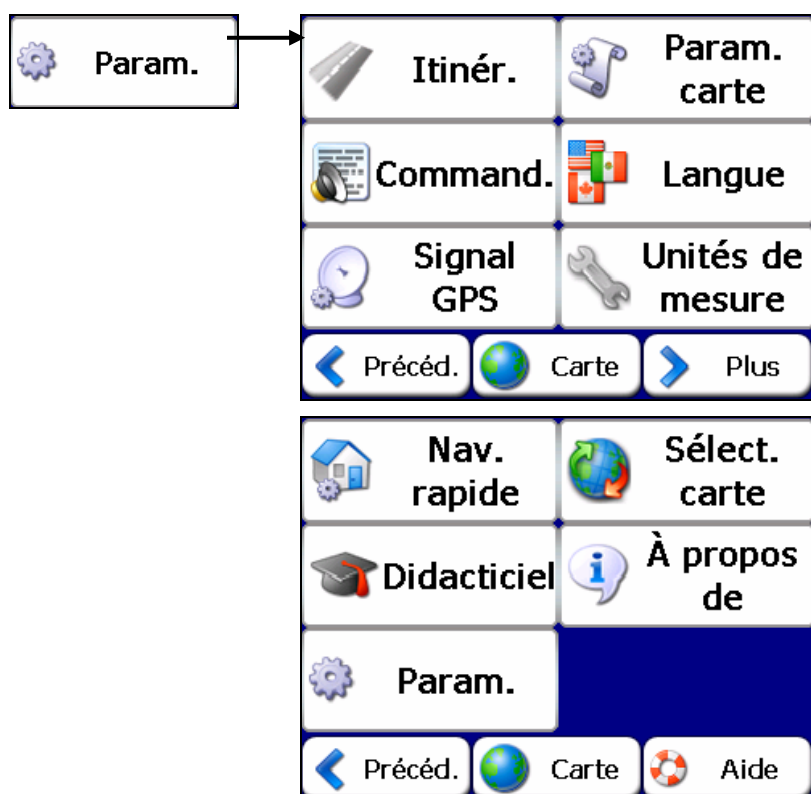 Param.
Itinér.
Param.
carte
Command.
Langue
Signal
GPS
Unités de
mesure
Précéd.
Carte
Plus
Nav.
rapide
Sélect.
carte
Didacticiel
À propos
de
Param.
Précéd.
Carte
Aide